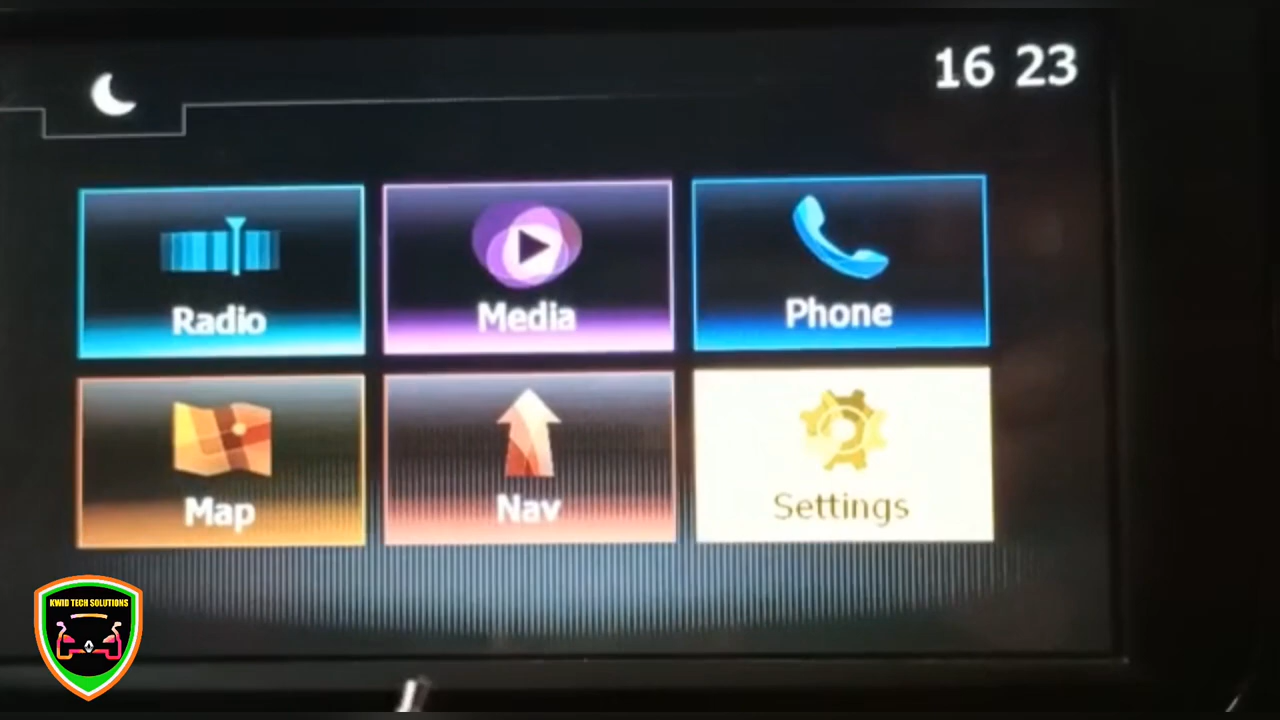 16 23
Radio
Media
Phone
Map
Nav
Settings
KWID TECH SOLUTIONS